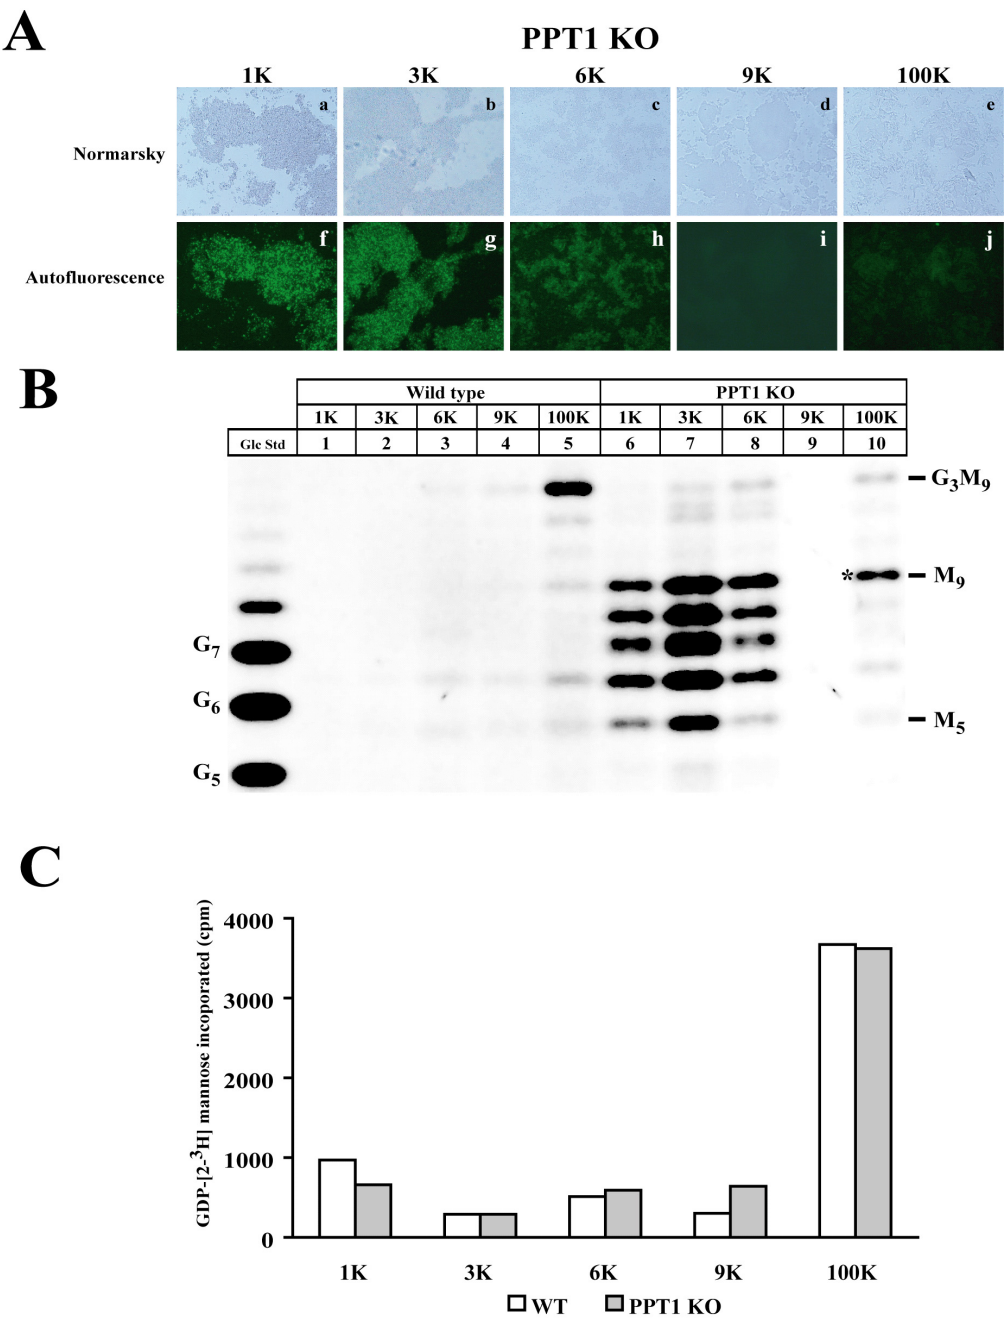 A
PPT1 KO
1K 3K 6K 9K 100K
a b c d e
Normarsky
f g h i j
Autofluorescence
B
Wild type PPT1 KO
1K 3K 6K 9K 100K 1K 3K 6K 9K 100K
Glc Std 1 2 3 4 5 6 7 8 9 10
G3M9
* M9
G7
G6
M5
G5
C
GDP-[2-3H] mannose incoporated (cpm)
4000
3000
2000
1000
0
1K 3K 6K 9K 100K
WT PPT1 KO